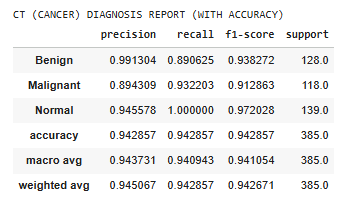 CT (CANCER) DIAGNOSIS REPORT (WITH ACCURACY)
precision recall f1-score support
Benign 0.991304 0.890625 0.938272 128.0
Malignant 0.894309 0.932203 0.912863 118.0
Normal 0.945578 1.000000 0.972028 139.0
accuracy 0.942857 0.942857 0.942857 385.0
macro avg 0.943731 0.940943 0.941054 385.0
weighted avg 0.945067 0.942857 0.942671 385.0